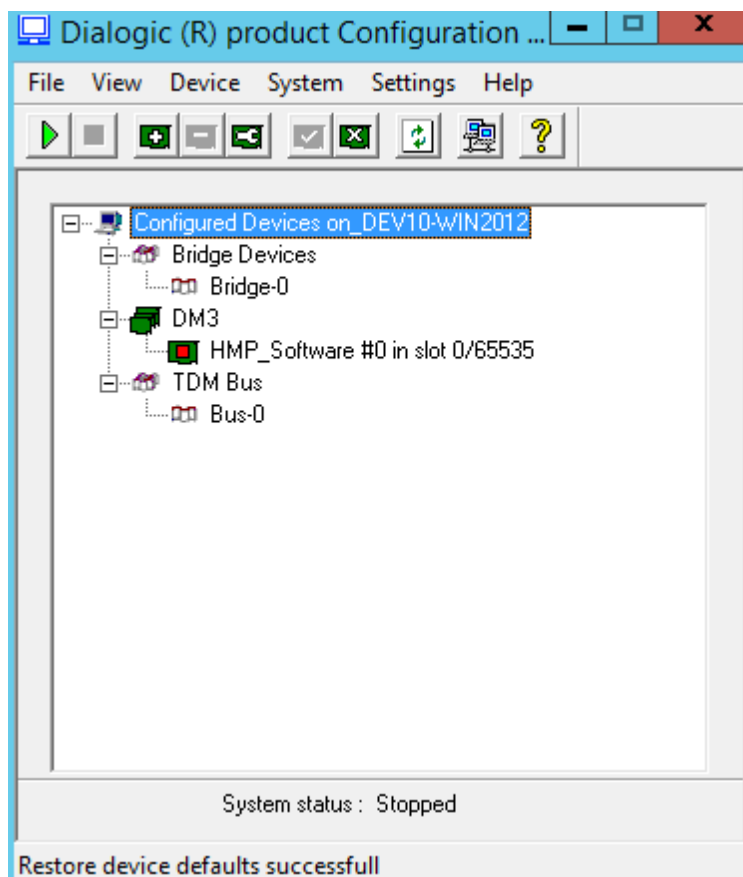 Dialogic (R) product Configuration ...
File View Device System Settings Help
Configured Devices on_DEV10-WIN2012
Bridge Devices
Bridge-0
DM3
HMP_Software #0 in slot 0/65535
TDM Bus
Bus-0
System status : Stopped
Restore device defaults successfull